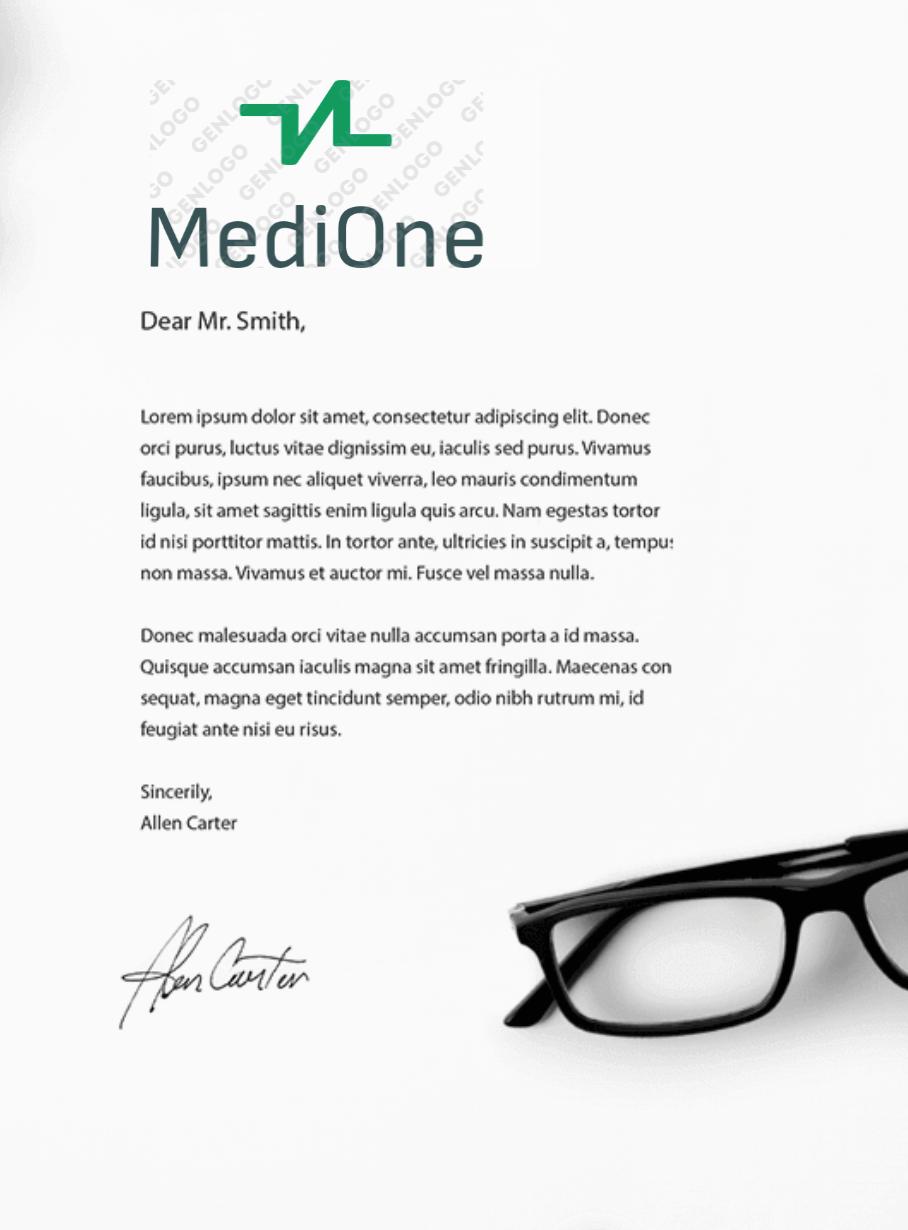 GENLOGO
MediOne
Dear Mr. Smith,
Lorem ipsum dolor sit amet, consectetur adipiscing elit. Donec
orci purus, luctus vitae dignissim eu, iaculis sed purus. Vivamus
faucibus, ipsum nec aliquet viverra, leo mauris condimentum
ligula, sit amet sagittis enim ligula quis arcu. Nam egestas tortor
id nisi porttitor mattis. In tortor ante, ultricies in suscipit a, tempus
non massa. Vivamus et auctor mi. Fusce vel massa nulla.
Donec malesuada orci vitae nulla accumsan porta a id massa.
Quisque accumsan iaculis magna sit amet fringilla. Maecenas con
sequat, magna eget tincidunt semper, odio nibh rutrum mi, id
feugiat ante nisi eu risus.
Sincerily,
Allen Carter
Allen Carter